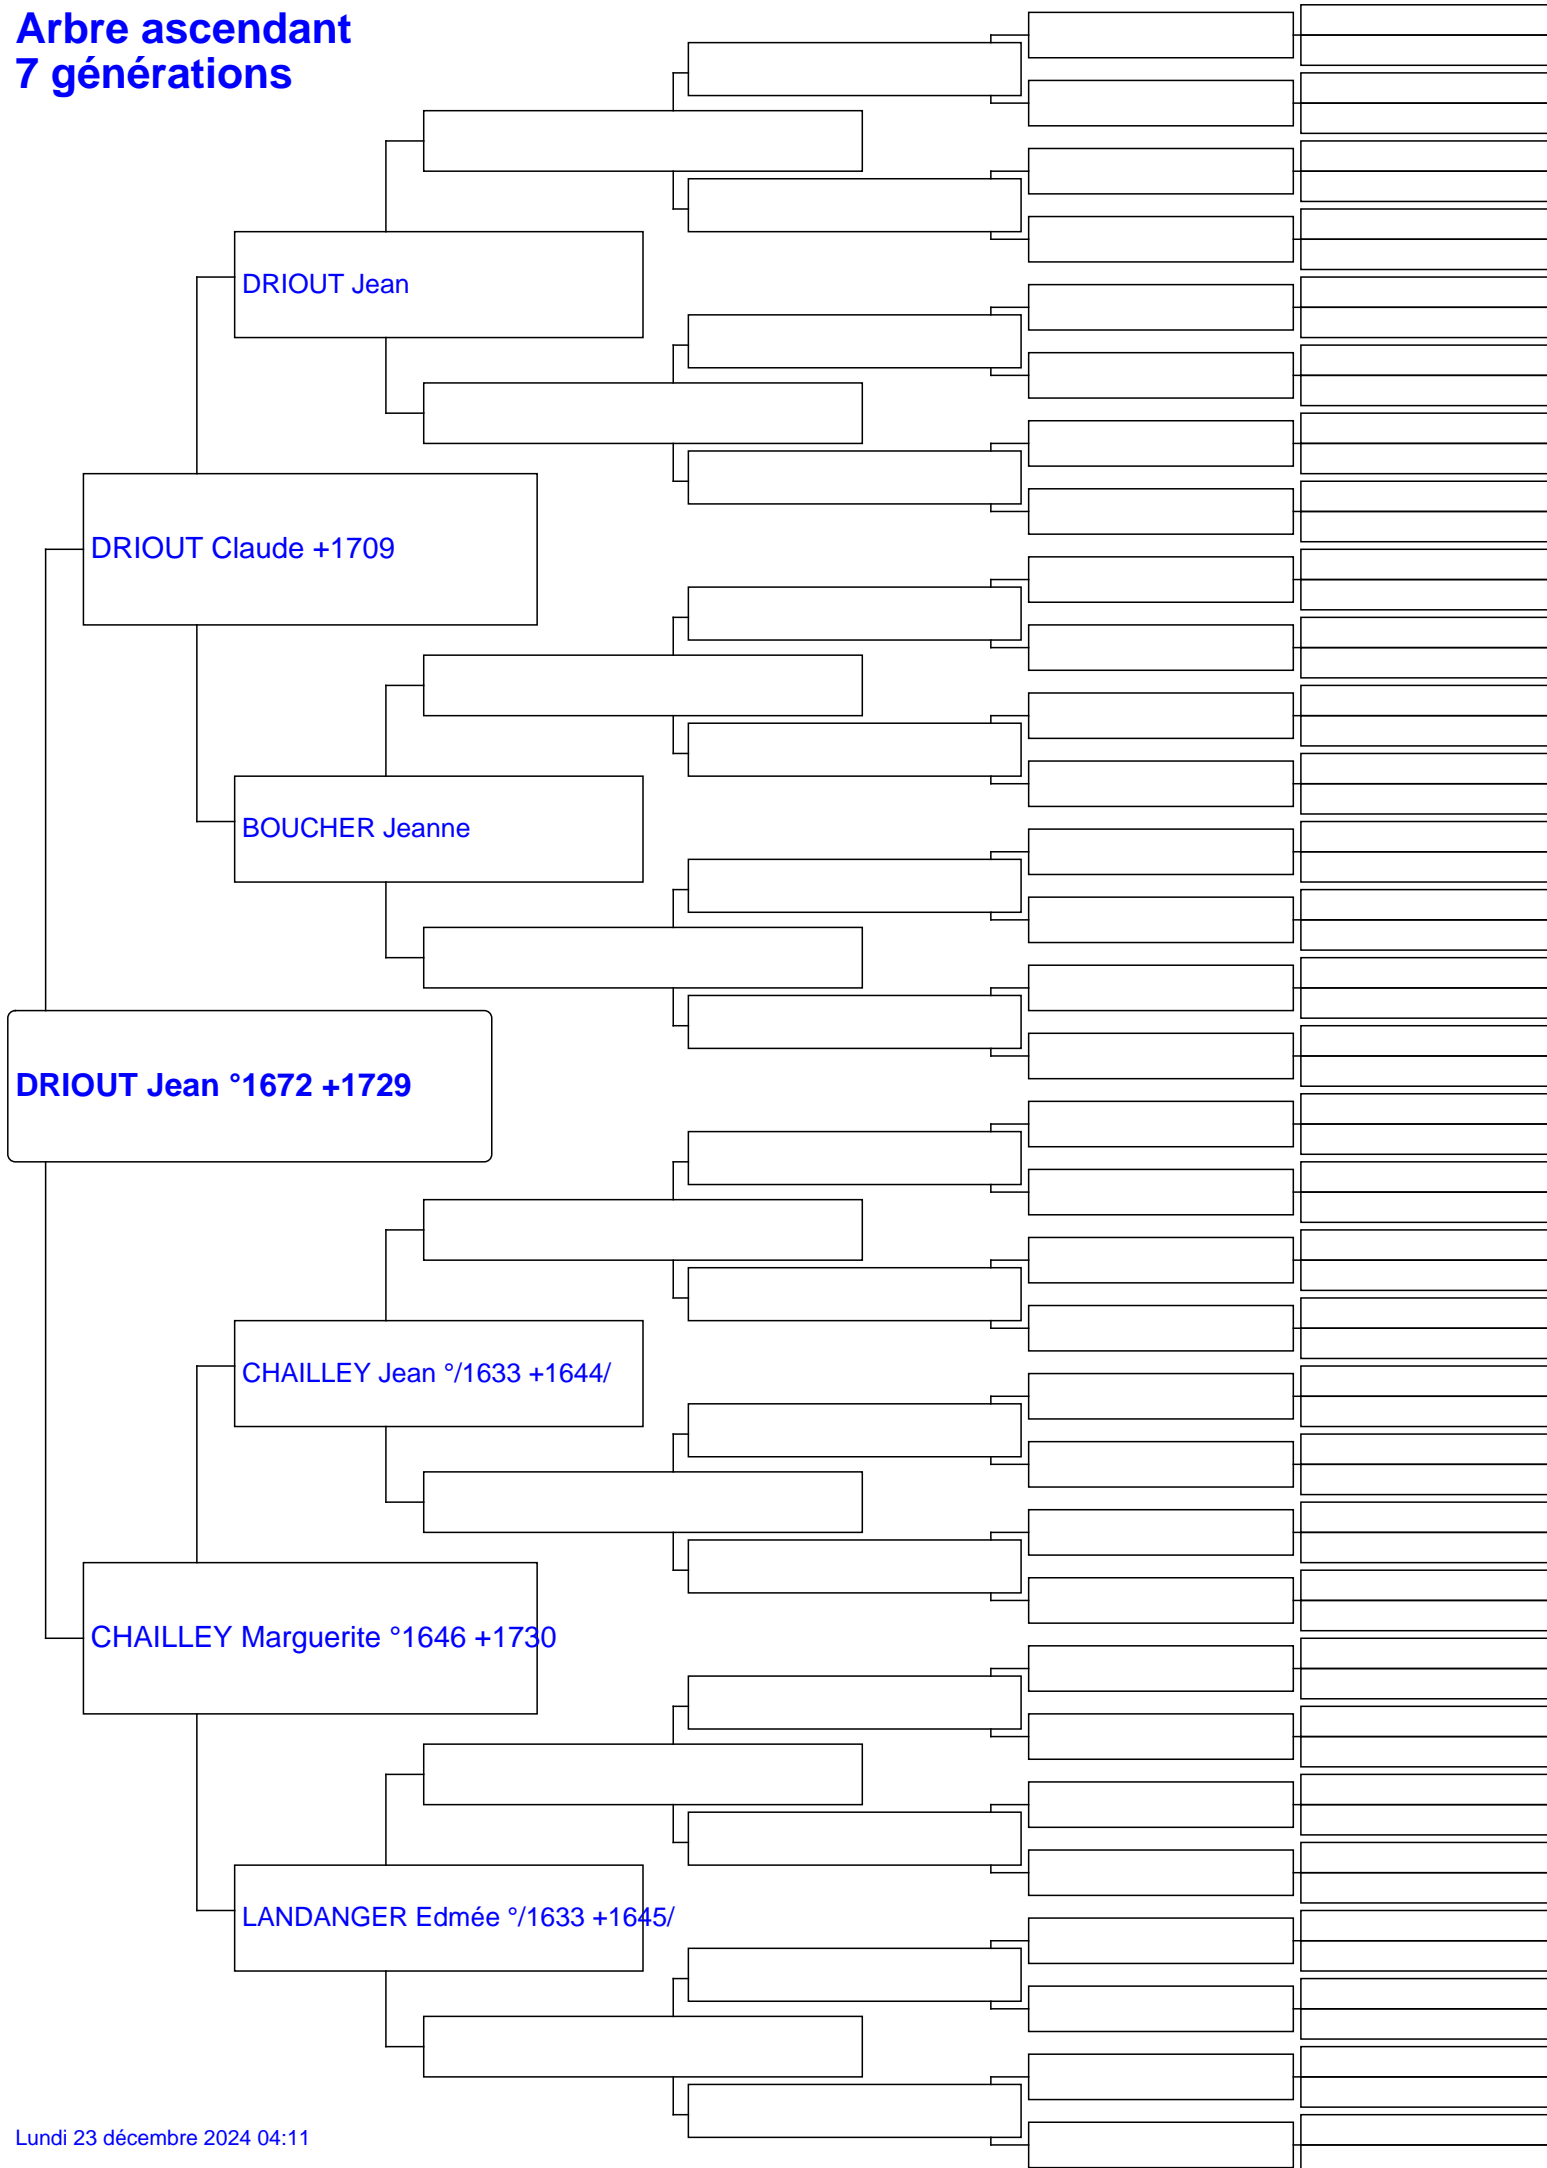 Arbre ascendant
7 générations
DRIOUT Jean
DRIOUT Claude +1709
BOUCHER Jeanne
DRIOUT Jean °1672 +1729
CHAILLEY Jean °/1633 +1644/
CHAILLEY Marguerite °1646 +1730
LANDANGER Edmée °/1633 +1645/
Lundi 23 décembre 2024 04:11